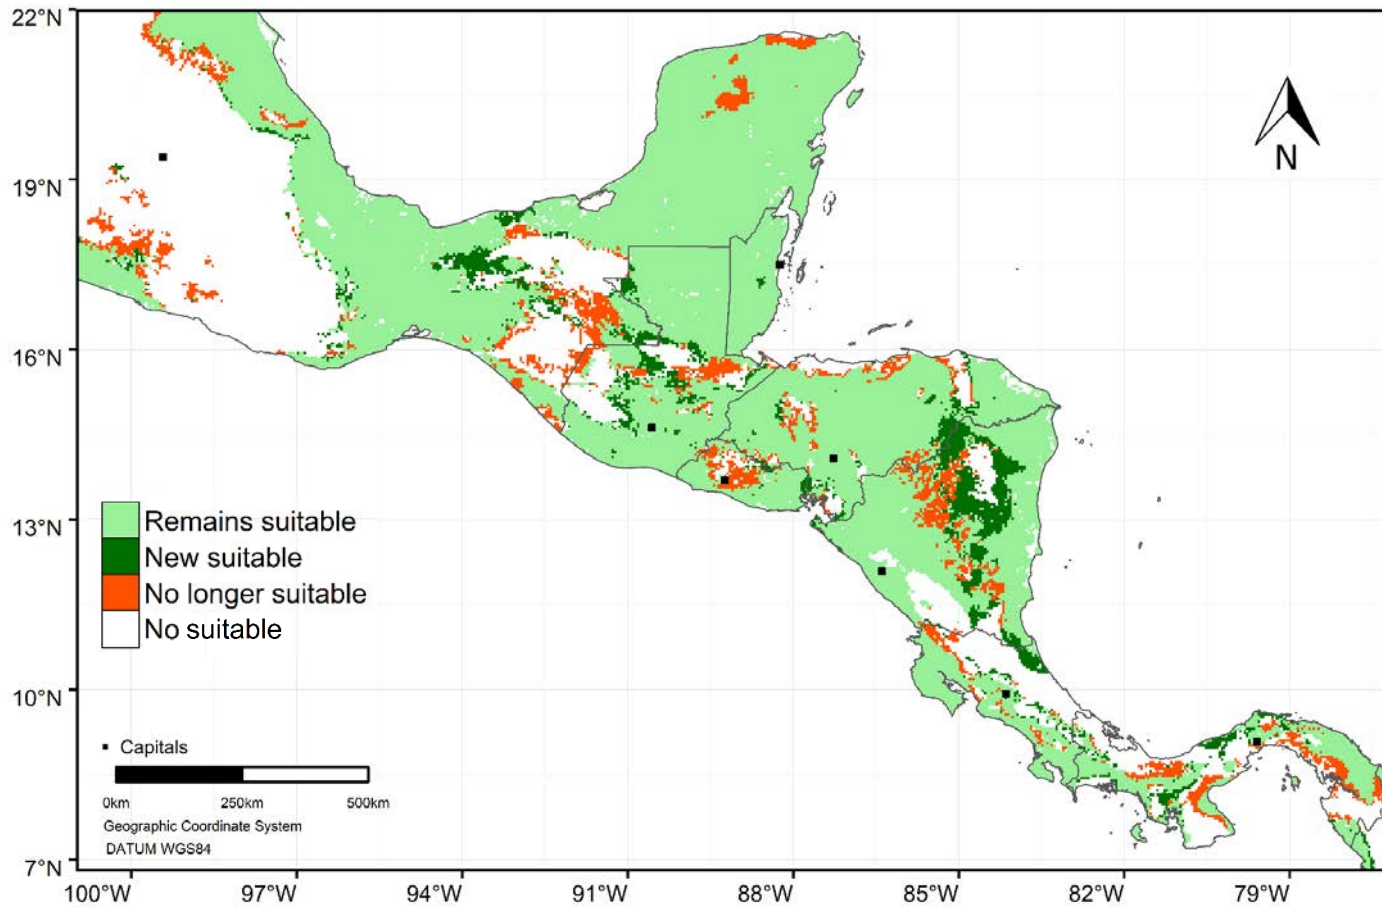 22°N
19°N
16°N
13°N
10°N
7°N
N
Remains suitable
New suitable
No longer suitable
No suitable
Capitals
0km 250km 500km
Geographic Coordinate System
DATUM WGS84
100°W 97°W 94°W 91°W 88°W 85°W 82°W 79°W